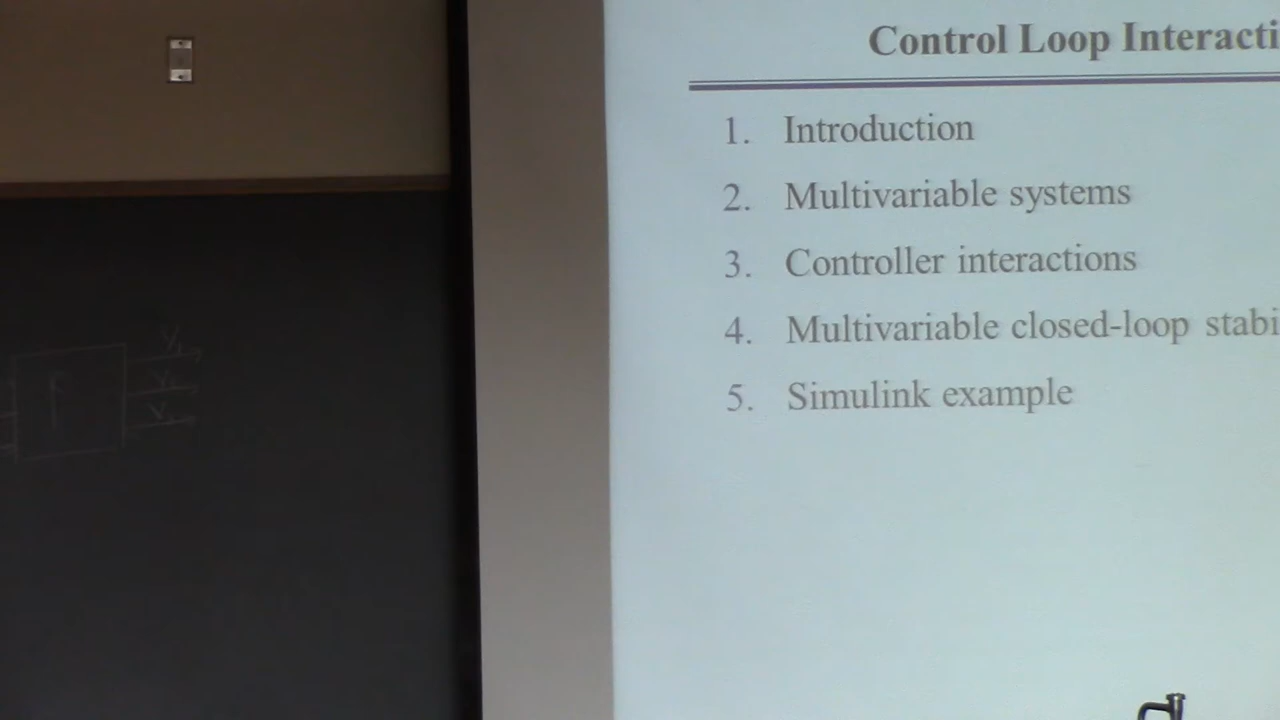 Control Loop Interacti
1. Introduction
2. Multivariable systems
3. Controller interactions
4. Multivariable closed-loop stabi
5. Simulink example